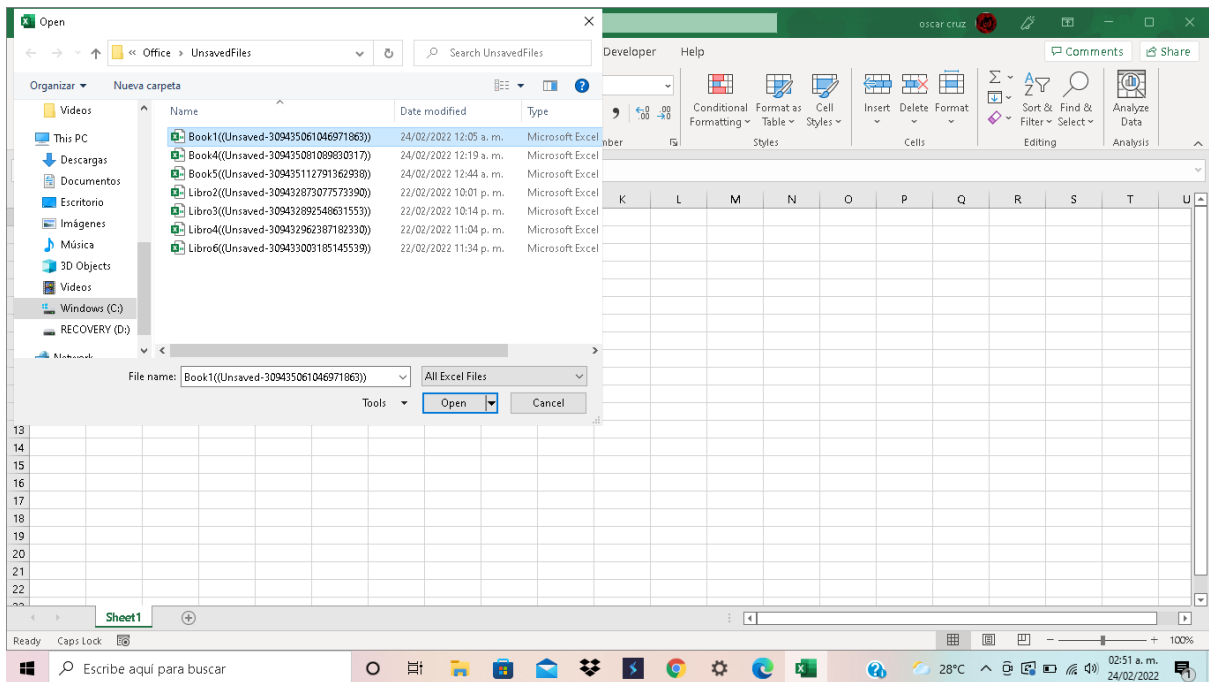 Open
oscar cruz
« Office › UnsavedFiles
Search UnsavedFiles
Developer Help
Comments
Share
Organizar
Nueva carpeta
Name
Date modified
Type
Videos
This PC
Descargas
Documentos
Escritorio
Imágenes
Música
3D Objects
Videos
Windows (C:)
RECOVERY (D:)
Network
Book1((Unsaved-309435061046971863)) 24/02/2022 12:05 a. m. Microsoft Excel
Book4((Unsaved-309435081089830317)) 24/02/2022 12:19 a. m. Microsoft Excel
Book5((Unsaved-309435112791362938)) 24/02/2022 12:44 a. m. Microsoft Excel
Libro2((Unsaved-309432873077573390)) 22/02/2022 10:01 p. m. Microsoft Excel
Libro3((Unsaved-309432892548631553)) 22/02/2022 10:14 p. m. Microsoft Excel
Libro4((Unsaved-309432962387182330)) 22/02/2022 11:04 p. m. Microsoft Excel
Libro6((Unsaved-309433003185145539)) 22/02/2022 11:34 p. m. Microsoft Excel
File name: Book1((Unsaved-309435061046971863))
All Excel Files
Tools
Open
Cancel
Conditional Formatting
Format as Table
Cell Styles
Insert
Delete
Format
Sort & Filter
Find & Select
Analyze Data
mber
Styles
Cells
Editing
Analysis
K L M N O P Q R S T U
13
14
15
16
17
18
19
20
21
22
Sheet1
Ready
Caps Lock
100%
Escribe aquí para buscar
28°C
02:51 a. m.
24/02/2022